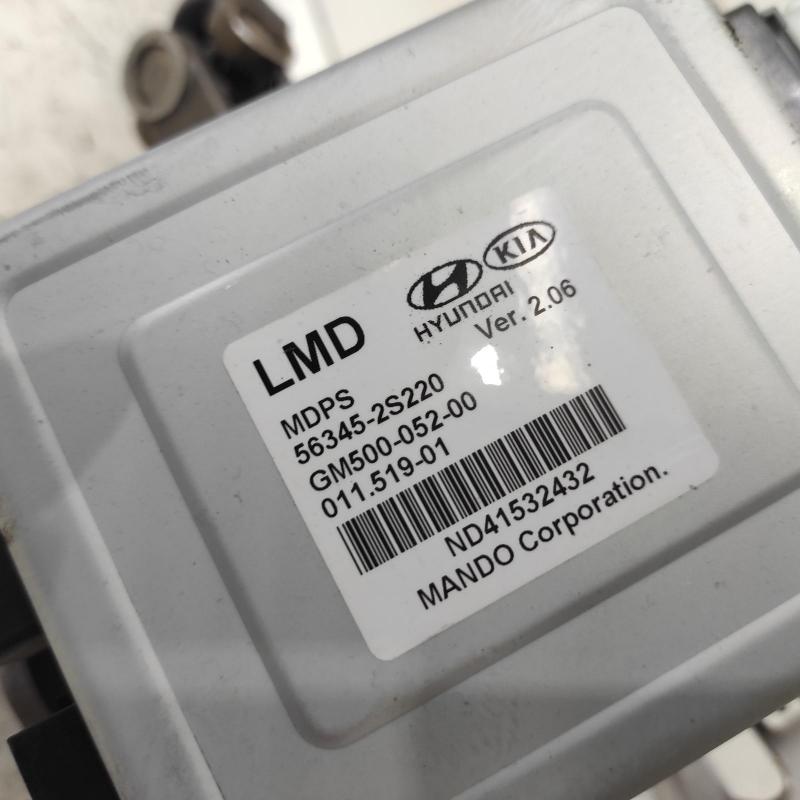 LMD
HYUNDAI KIA
Ver. 2.06
MDPS
56345-2S220
GM500-052-00
011.519-01
ND41532432
MANDO Corporation.